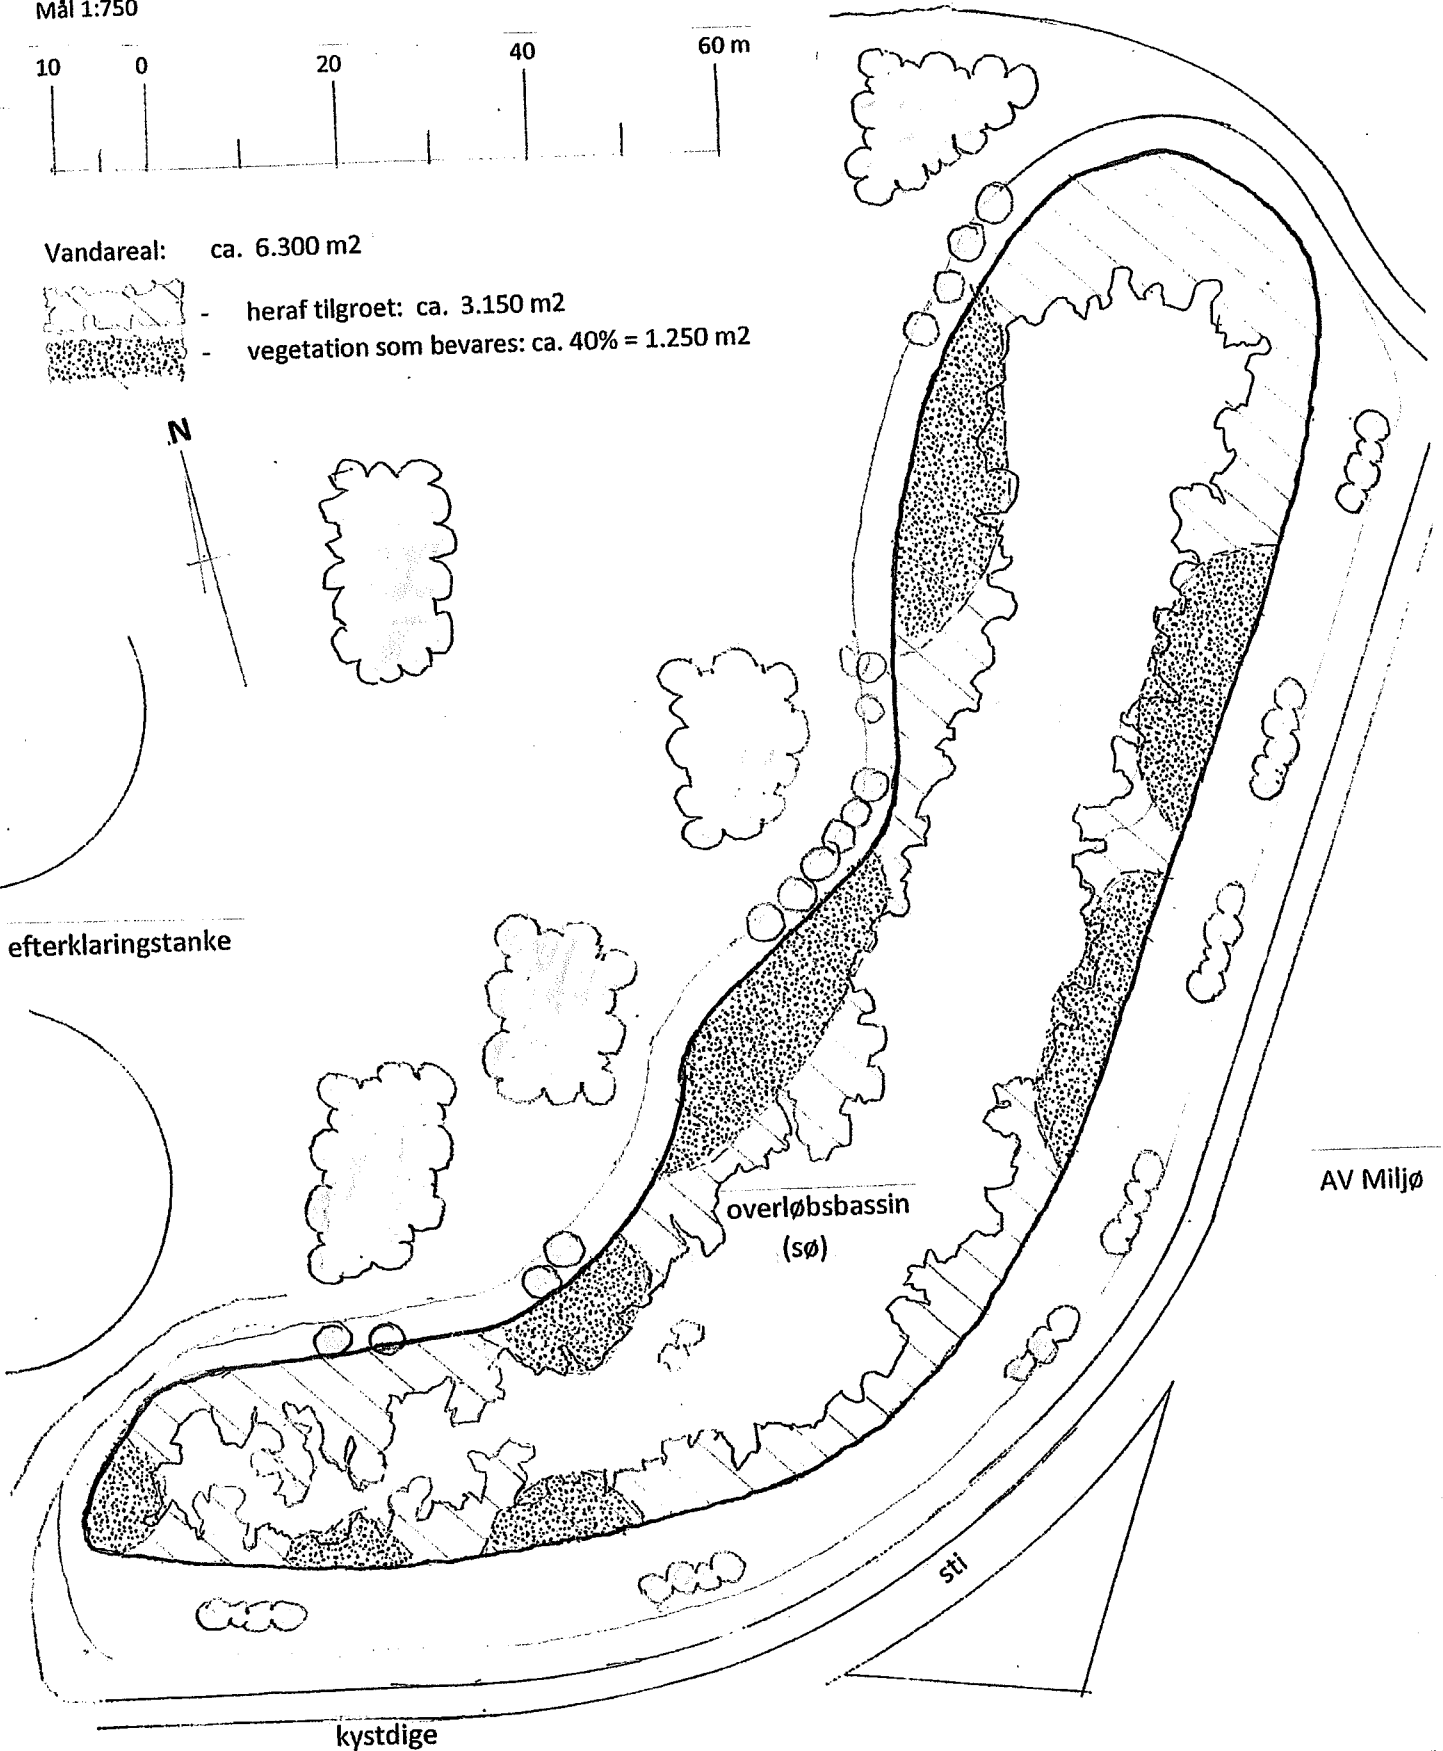 Mål 1:750
10 0 20 40 60 m
Vandareal: ca. 6.300 m2
- heraf tilgroet: ca. 3.150 m2
- vegetation som bevares: ca. 40% = 1.250 m2
N
efterklaringstanke
AV Miljø
overløbsbassin
(sø)
sti
kystdige